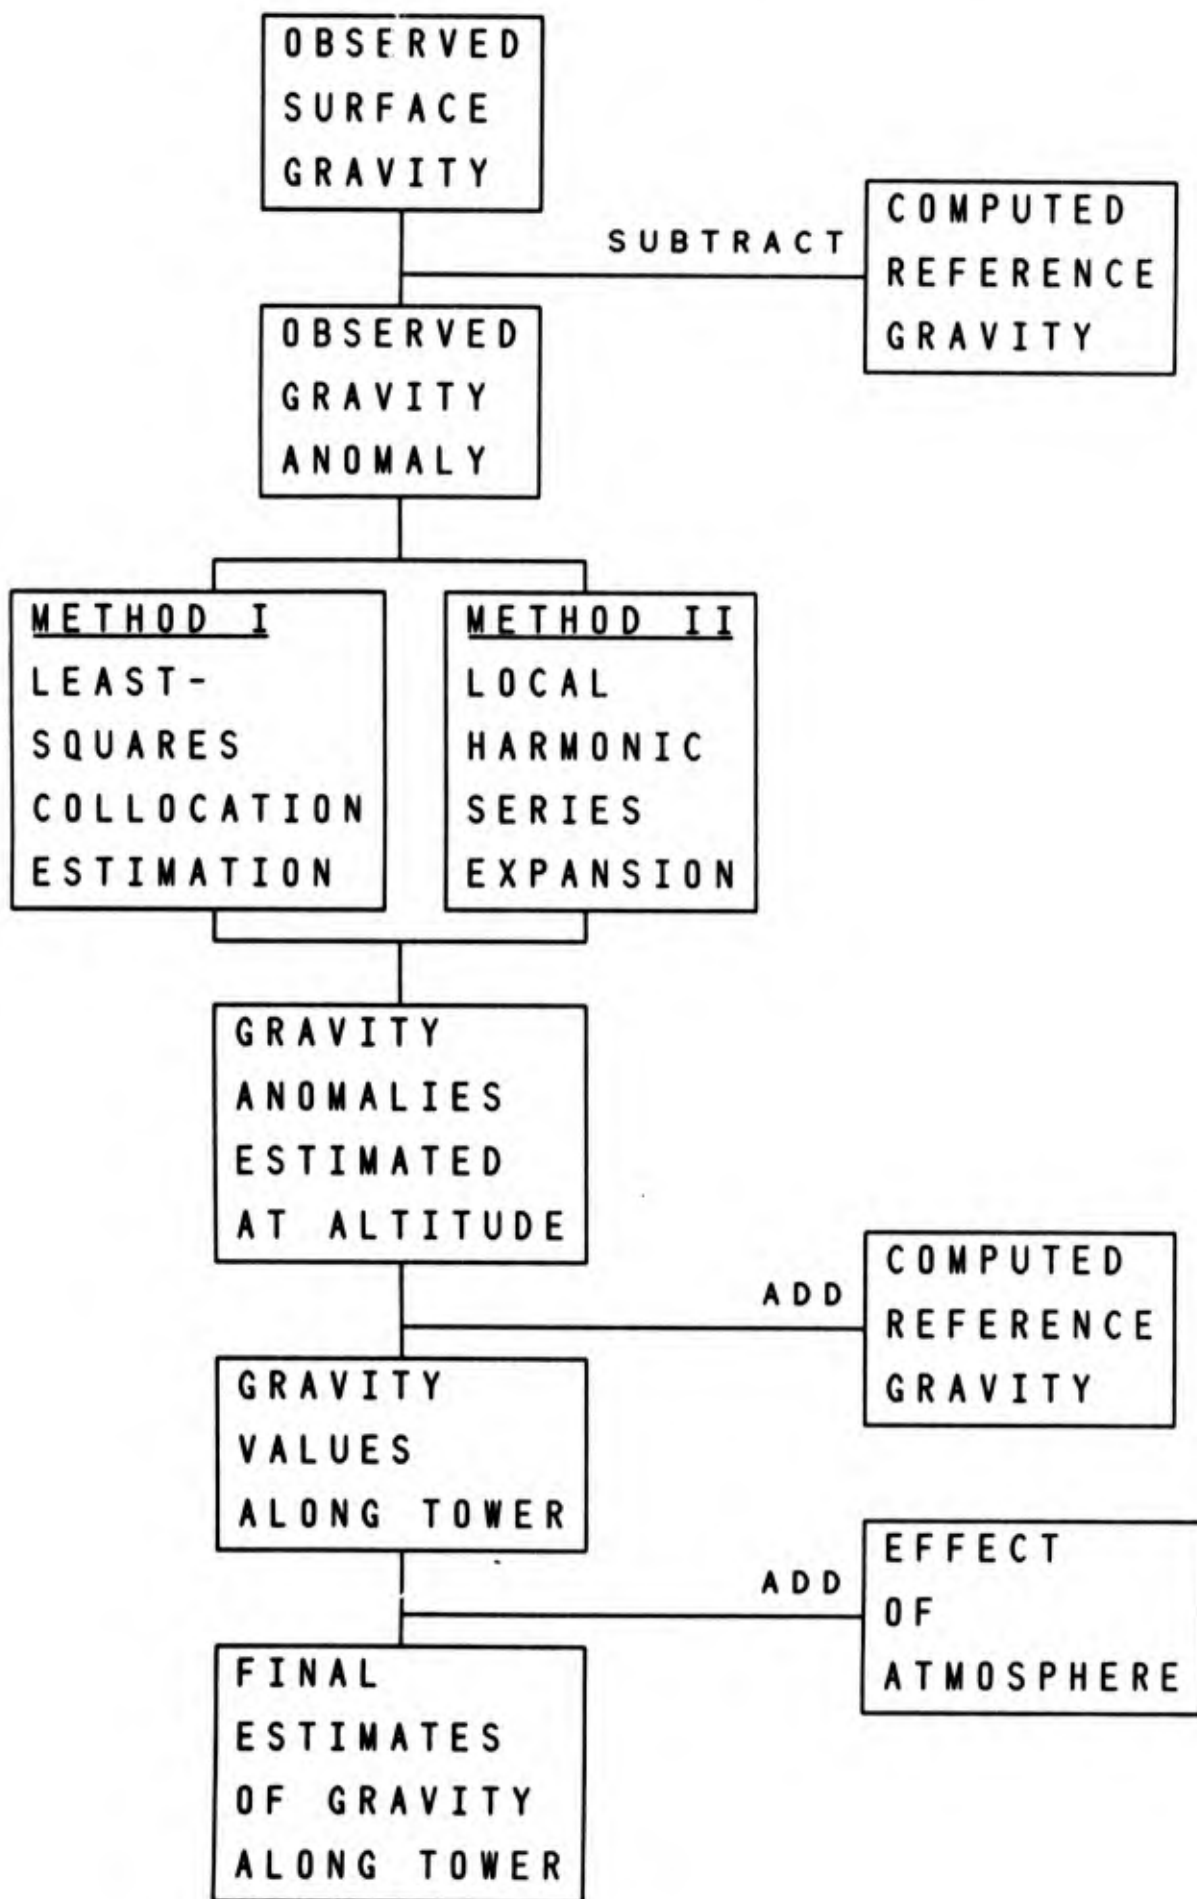 OBSERVED
SURFACE
GRAVITY
SUBTRACT
COMPUTED
REFERENCE
GRAVITY
OBSERVED
GRAVITY
ANOMALY
METHOD I
LEAST-
SQUARES
COLLOCATION
ESTIMATION
METHOD II
LOCAL
HARMONIC
SERIES
EXPANSION
GRAVITY
ANOMALIES
ESTIMATED
AT ALTITUDE
ADD
COMPUTED
REFERENCE
GRAVITY
GRAVITY
VALUES
ALONG TOWER
ADD
EFFECT
OF
ATMOSPHERE
FINAL
ESTIMATES
OF GRAVITY
ALONG TOWER